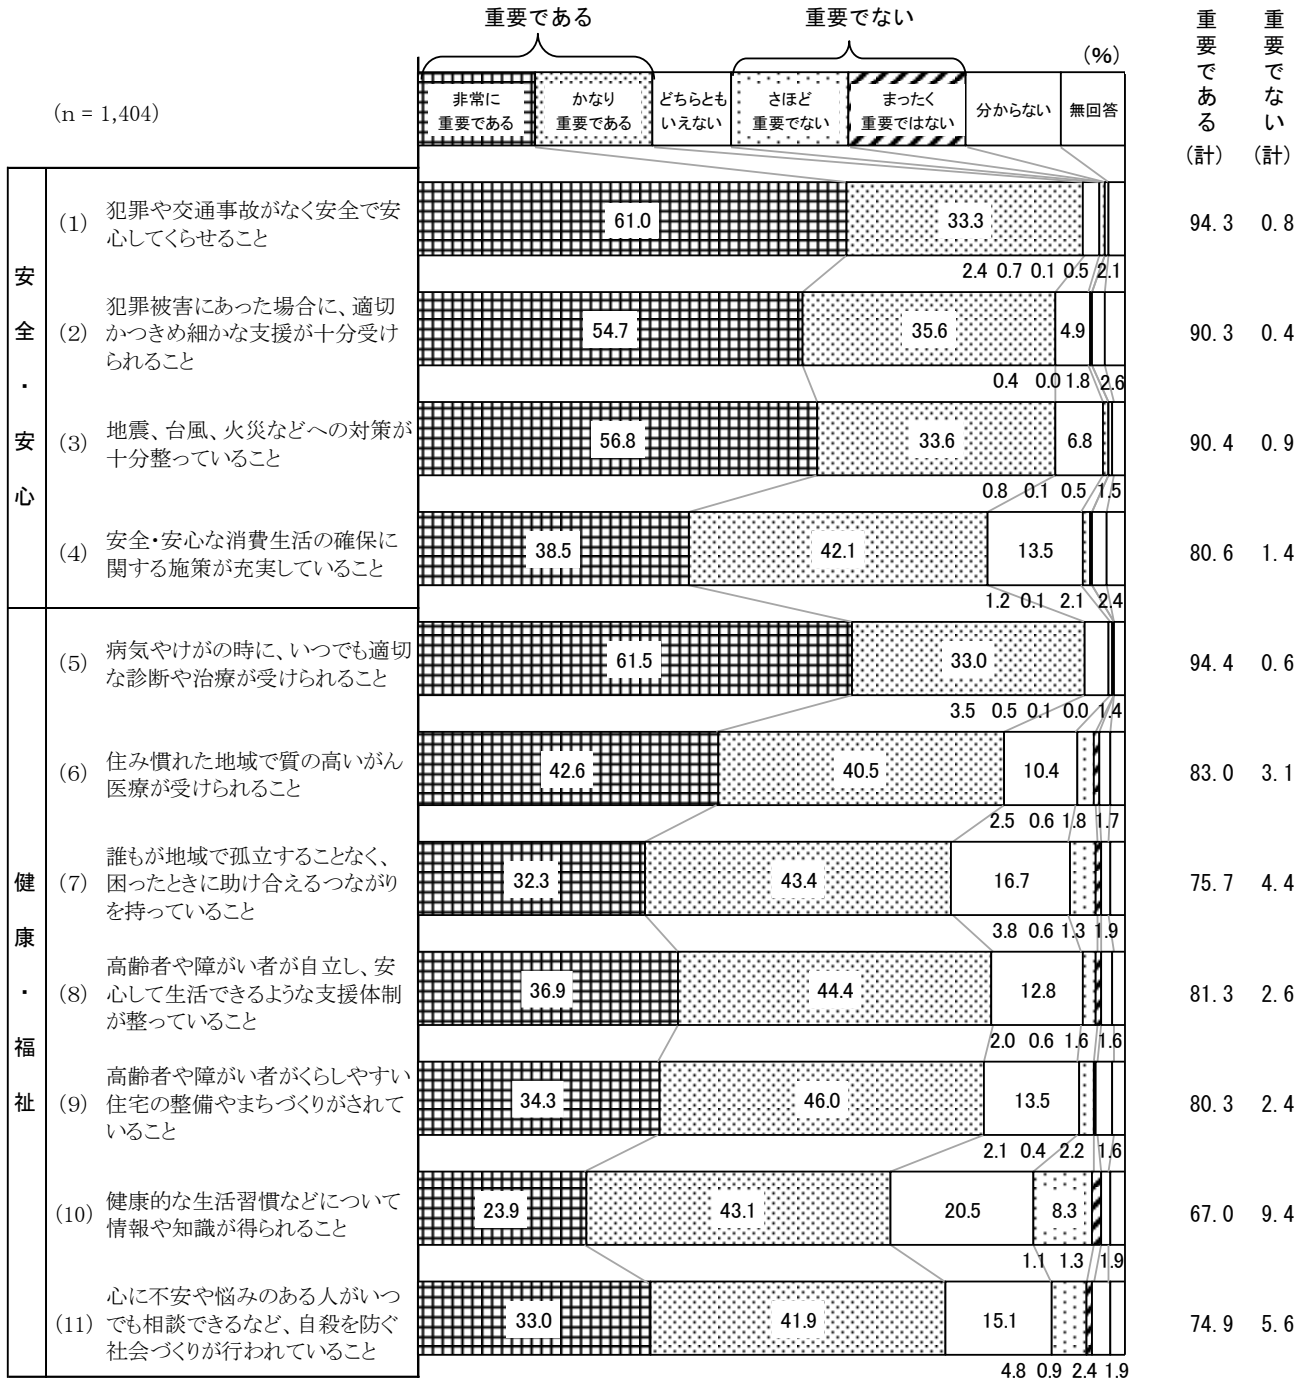 重要である
重要でない
(%)
重要である(計)
重要でない(計)
(n = 1,404)
非常に
重要である
かなり
重要である
どちらとも
いえない
さほど
重要でない
まったく
重要ではない
分からない
無回答
安全・安心
(1)
犯罪や交通事故がなく安全で安
心してくらせること
61.0
33.3
94.3
0.8
2.4 0.7 0.1 0.5 2.1
(2)
犯罪被害にあった場合に、適切
かつきめ細かな支援が十分受け
られること
54.7
35.6
4.9
90.3
0.4
0.4 0.0 1.8 2.6
(3)
地震、台風、火災などへの対策が
十分整っていること
56.8
33.6
6.8
90.4
0.9
0.8 0.1 0.5 1.5
(4)
安全・安心な消費生活の確保に
関する施策が充実していること
38.5
42.1
13.5
80.6
1.4
1.2 0.1 2.1 2.4
健康・福祉
(5)
病気やけがの時に、いつでも適切
な診断や治療が受けられること
61.5
33.0
94.4
0.6
3.5 0.5 0.1 0.0 1.4
(6)
住み慣れた地域で質の高いがん
医療が受けられること
42.6
40.5
10.4
83.0
3.1
2.5 0.6 1.8 1.7
(7)
誰もが地域で孤立することなく、
困ったときに助け合えるつながり
を持っていること
32.3
43.4
16.7
75.7
4.4
3.8 0.6 1.3 1.9
(8)
高齢者や障がい者が自立し、安
心して生活できるような支援体制
が整っていること
36.9
44.4
12.8
81.3
2.6
2.0 0.6 1.6 1.6
(9)
高齢者や障がい者がくらしやすい
住宅の整備やまちづくりがされて
いること
34.3
46.0
13.5
80.3
2.4
2.1 0.4 2.2 1.6
(10)
健康的な生活習慣などについて
情報や知識が得られること
23.9
43.1
20.5
8.3
67.0
9.4
1.1 1.3 1.9
(11)
心に不安や悩みのある人がいつ
でも相談できるなど、自殺を防ぐ
社会づくりが行われていること
33.0
41.9
15.1
74.9
5.6
4.8 0.9 2.4 1.9